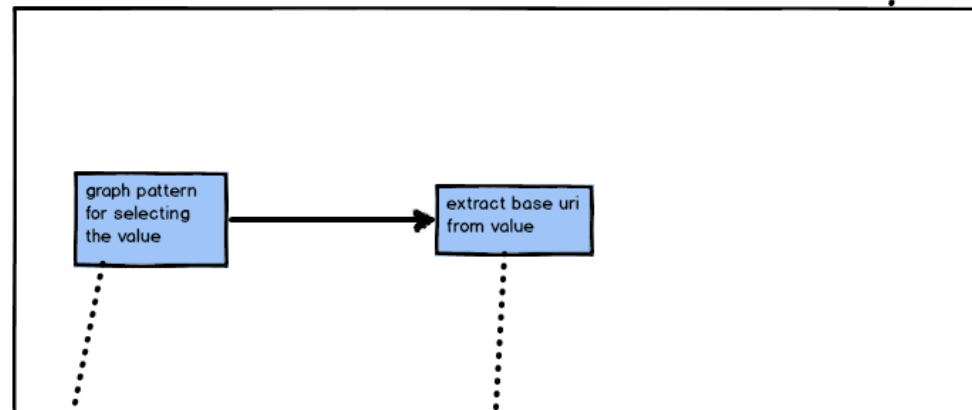 graph pattern
for selecting
the value
extract base uri
from value